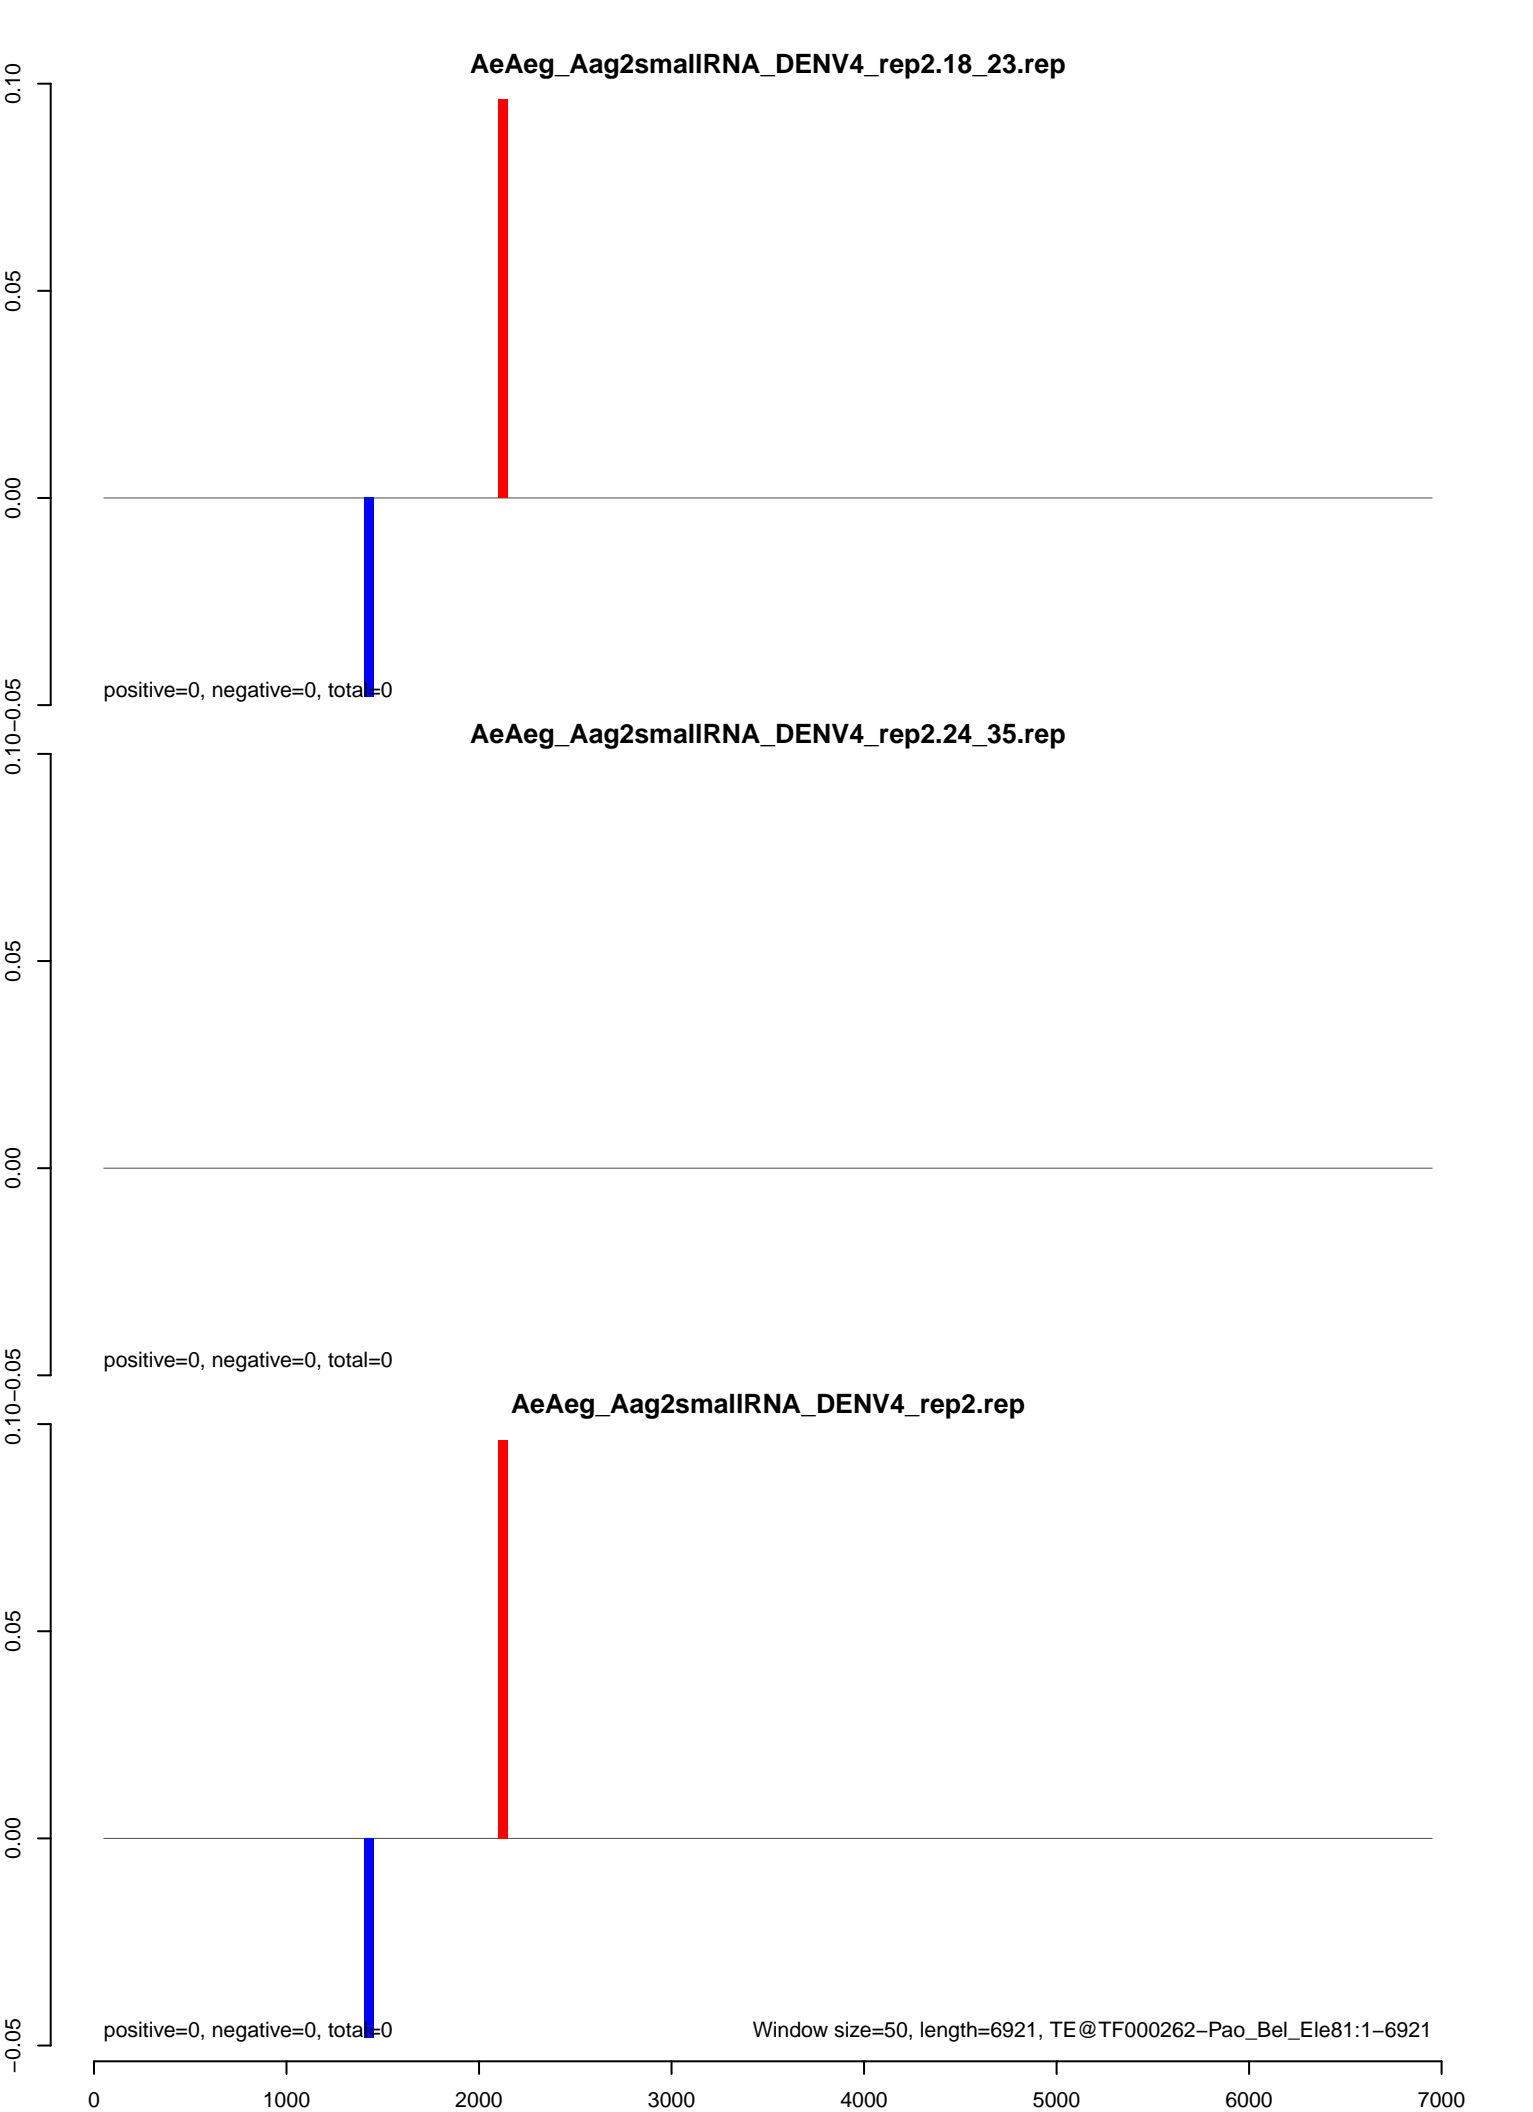 AeAeg_Aag2smallRNA_DENV4_rep2.18_23.rep
0.10
0.05
0.00
−0.05
positive=0, negative=0, total=0
AeAeg_Aag2smallRNA_DENV4_rep2.24_35.rep
0.10
0.05
0.00
−0.05
positive=0, negative=0, total=0
AeAeg_Aag2smallRNA_DENV4_rep2.rep
0.10
0.05
0.00
−0.05
positive=0, negative=0, total=0
Window size=50, length=6921, TE@TF000262−Pao_Bel_Ele81:1−6921
0 1000 2000 3000 4000 5000 6000 7000